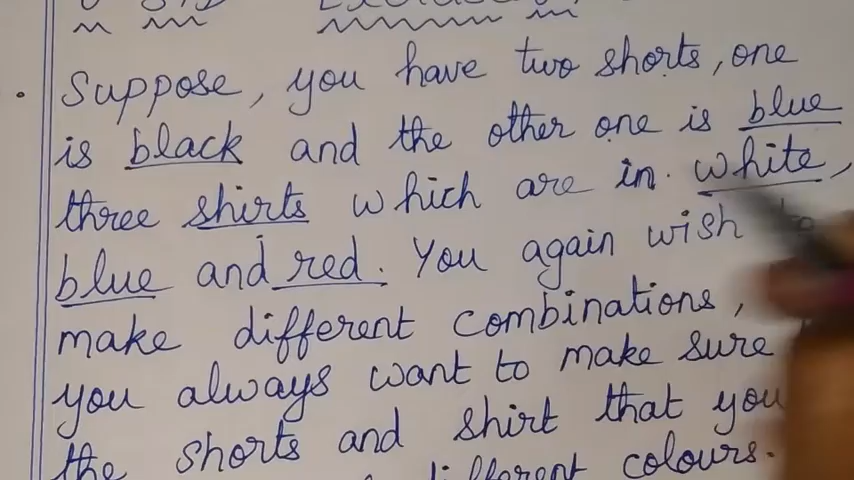 Suppose, you have two shorts, one
is black and the other one is blue
three shirts which are in white,
blue and red. You again wish to
make different combinations,
you always want to make sure
the shorts and shirt that you
different colours.